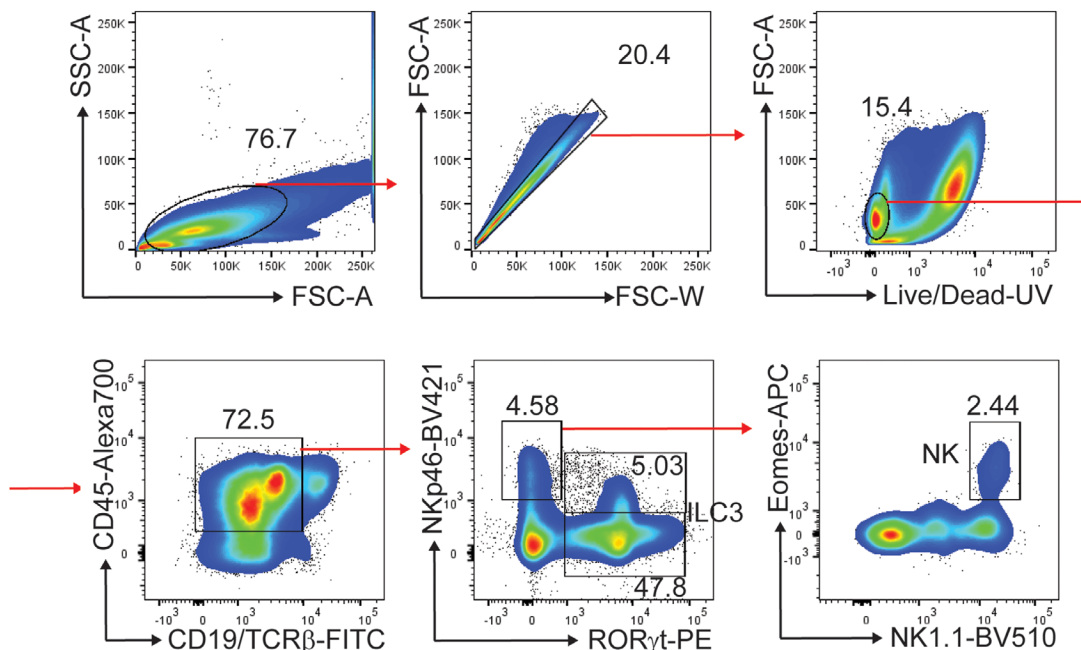 SSC-A
250K
200K
150K
100K
50K
0
76.7
0 50K 100K 150K 200K 250K
FSC-A
FSC-A
250K
200K
150K
100K
50K
0
20.4
0 50K 100K 150K 200K 250K
FSC-W
FSC-A
250K
200K
150K
100K
50K
0
15.4
-10³ 0 10³ 10⁴ 10⁵
Live/Dead-UV
CD45-Alexa700
10⁵
10⁴
10³
0
72.5
-10³ 0 10³ 10⁴ 10⁵
CD19/TCRβ-FITC
NKp46-BV421
10⁵
10⁴
10³
0
4.58
5.03
ILC3
47.8
-10³ 0 10³ 10⁴ 10⁵
RORγt-PE
Eomes-APC
10⁵
10⁴
10³
0
-10³
2.44
NK
-10³ 0 10³ 10⁴ 10⁵
NK1.1-BV510